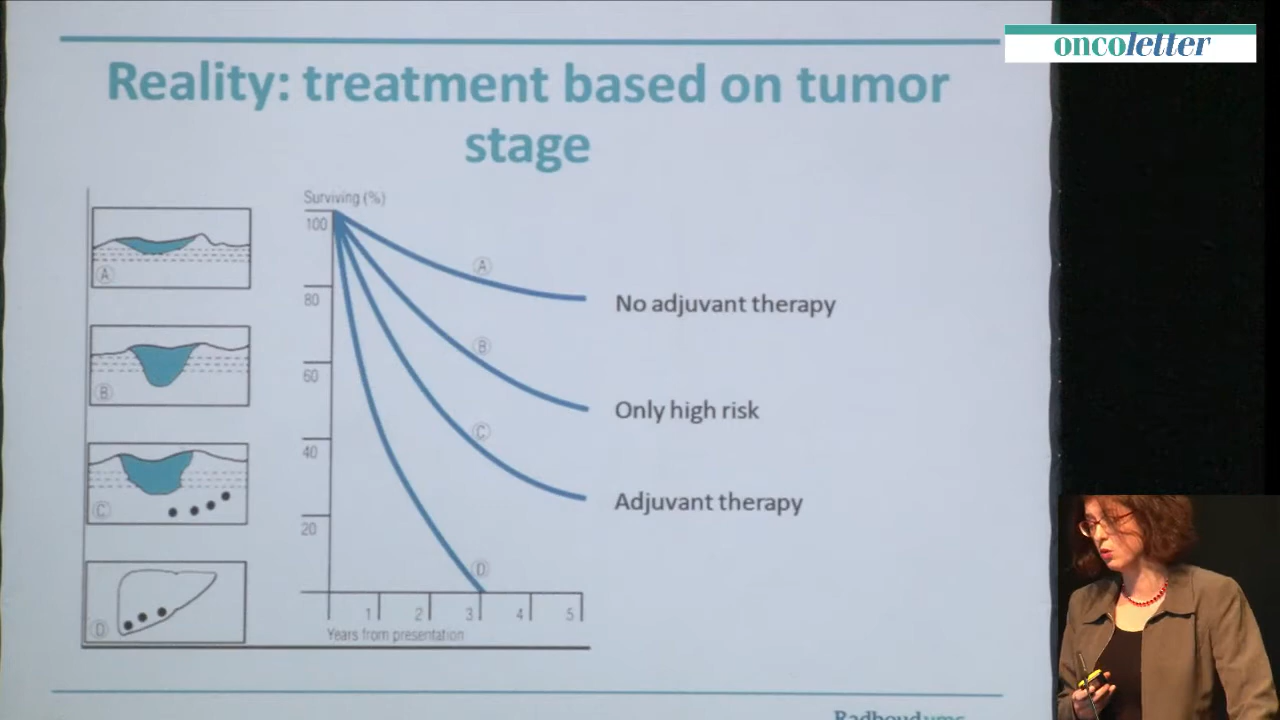 oncoletter
Reality: treatment based on tumor
stage
Surviving (%)
100
80
60
40
20
A
B
C
D
A
B
C
D
No adjuvant therapy
Only high risk
Adjuvant therapy
1 2 3 4 5
Years from presentation
Radboudumc